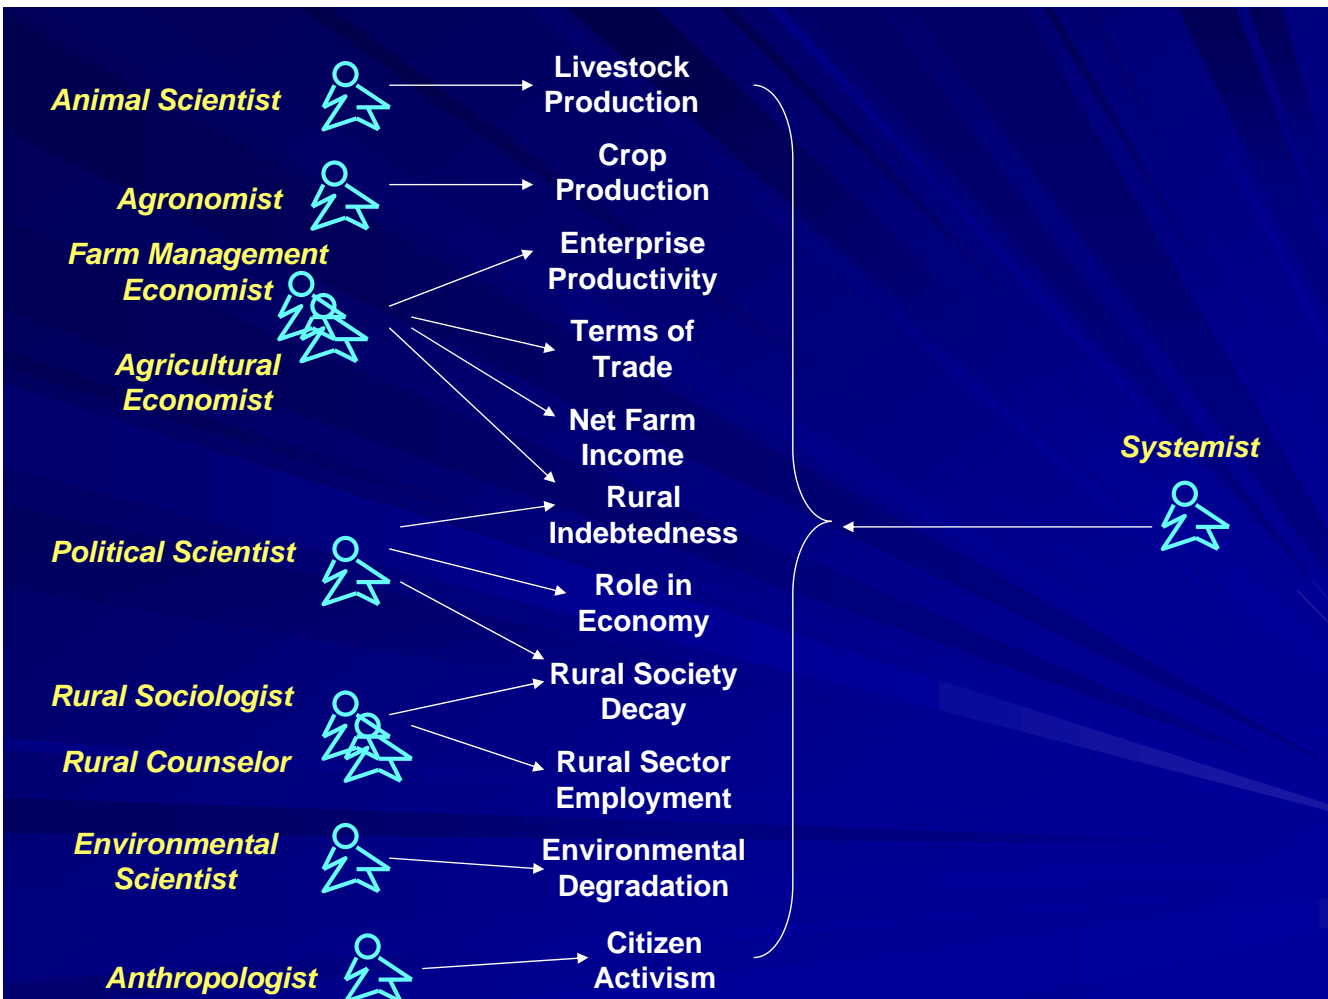 Animal Scientist
Livestock
Production
Agronomist
Crop
Production
Farm Management
Economist
Enterprise
Productivity
Agricultural
Economist
Terms of
Trade
Net Farm
Income
Systemist
Political Scientist
Rural
Indebtedness
Role in
Economy
Rural Sociologist
Rural Society
Decay
Rural Counselor
Rural Sector
Employment
Environmental
Scientist
Environmental
Degradation
Anthropologist
Citizen
Activism